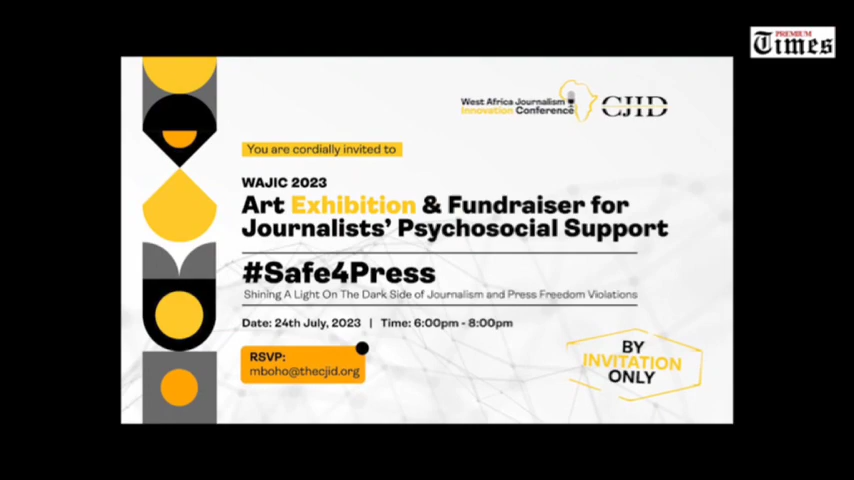 PREMIUM
Times
West Africa Journalism
Innovation Conference
CJID
You are cordially invited to
WAJIC 2023
Art Exhibition & Fundraiser for
Journalists' Psychosocial Support
#Safe4Press
Shining A Light On The Dark Side of Journalism and Press Freedom Violations
Date: 24th July, 2023 | Time: 6:00pm - 8:00pm
RSVP:
mboho@thecjid.org
BY
INVITATION
ONLY